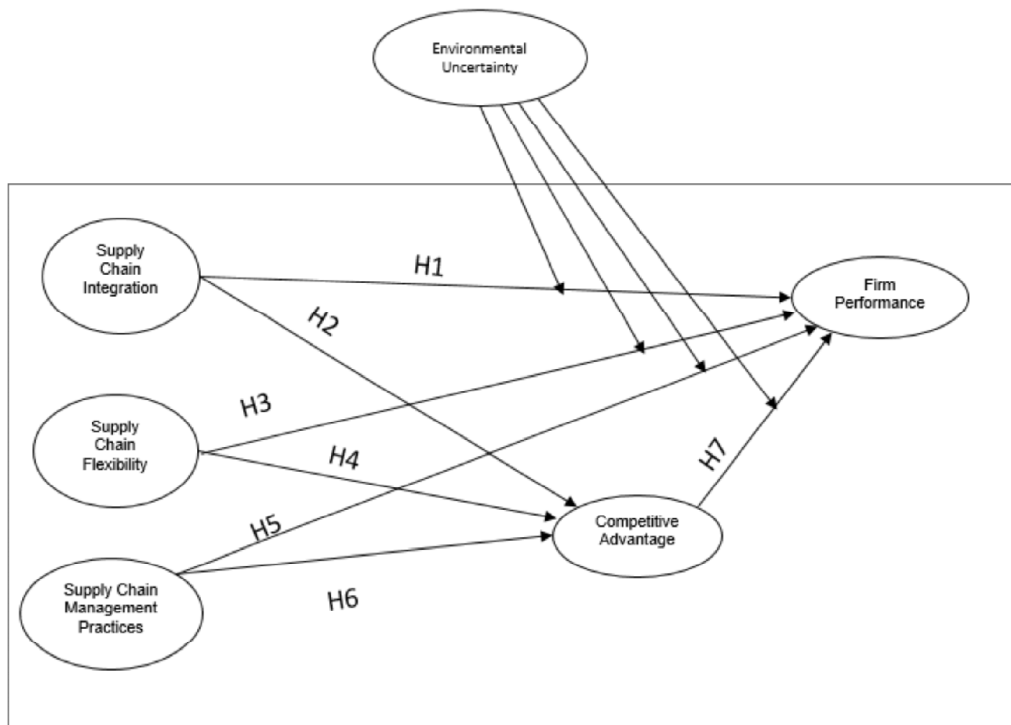 Environmental
Uncertainty
Supply
Chain
Integration
H1
Firm
Performance
H2
H3
Supply
Chain
Flexibility
H4
H7
H5
Competitive
Advantage
Supply Chain
Management
Practices
H6